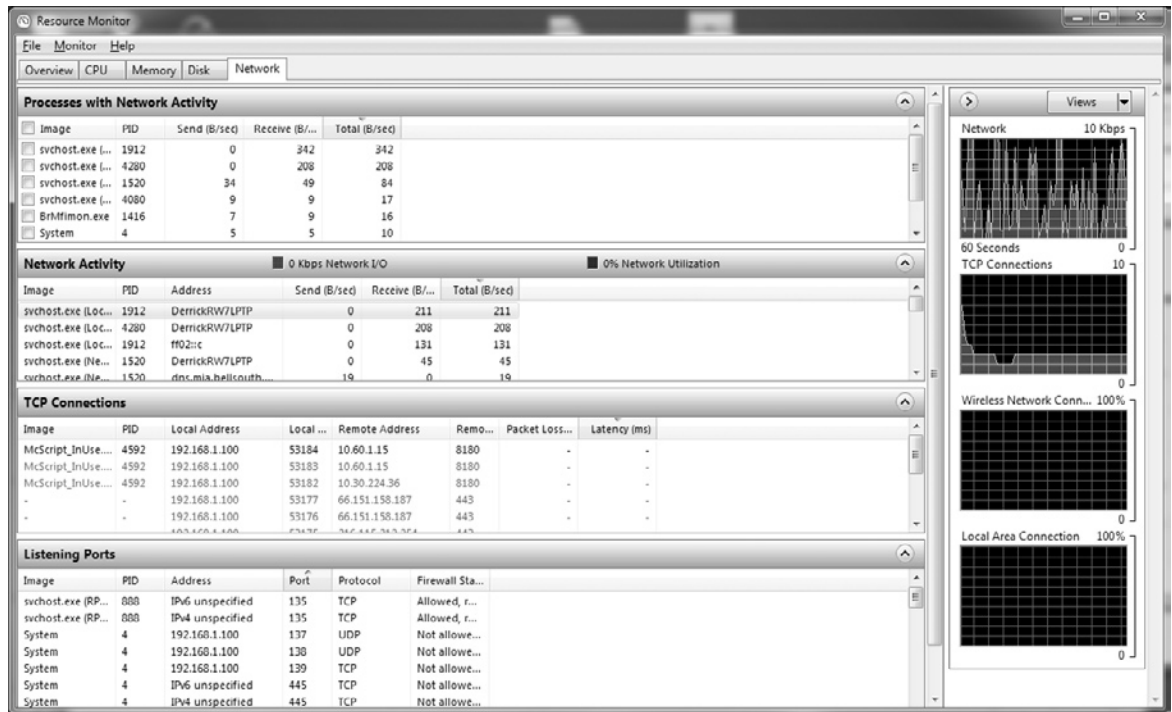 Resource Monitor
File Monitor Help
Overview CPU Memory Disk Network
Processes with Network Activity
Image PID Send (B/sec) Receive (B/... Total (B/sec)
svchost.exe (... 1912 0 342 342
svchost.exe (... 4280 0 208 208
svchost.exe (... 1520 34 49 84
svchost.exe (... 4080 9 9 17
BrMfimon.exe 1416 7 9 16
System 4 5 5 10
Network Activity 0 Kbps Network I/O 0% Network Utilization
Image PID Address Send (B/sec) Receive (B/... Total (B/sec)
svchost.exe (Loc... 1912 DerrickRW7LPTP 0 211 211
svchost.exe (Loc... 4280 DerrickRW7LPTP 0 208 208
svchost.exe (Loc... 1912 ff02::c 0 131 131
svchost.exe (Ne... 1520 DerrickRW7LPTP 0 45 45
svchost.exe (Ne... 1520 dns.mia.bellsouth.... 19 0 19
TCP Connections
Image PID Local Address Local ... Remote Address Remo... Packet Loss... Latency (ms)
McScript_InUse.... 4592 192.168.1.100 53184 10.60.1.15 8180 - -
McScript_InUse.... 4592 192.168.1.100 53183 10.60.1.15 8180 - -
McScript_InUse.... 4592 192.168.1.100 53182 10.30.224.36 8180 - -
- - 192.168.1.100 53177 66.151.158.187 443 - -
- - 192.168.1.100 53176 66.151.158.187 443 - -
Listening Ports
Image PID Address Port Protocol Firewall Sta...
svchost.exe (RP... 888 IPv6 unspecified 135 TCP Allowed, r...
svchost.exe (RP... 888 IPv4 unspecified 135 TCP Allowed, r...
System 4 192.168.1.100 137 UDP Not allowe...
System 4 192.168.1.100 138 UDP Not allowe...
System 4 192.168.1.100 139 TCP Not allowe...
System 4 IPv6 unspecified 445 TCP Not allowe...
System 4 IPv4 unspecified 445 TCP Not allowe...
Views
Network 10 Kbps
60 Seconds 0
TCP Connections 10
0
Wireless Network Conn... 100%
0
Local Area Connection 100%
0